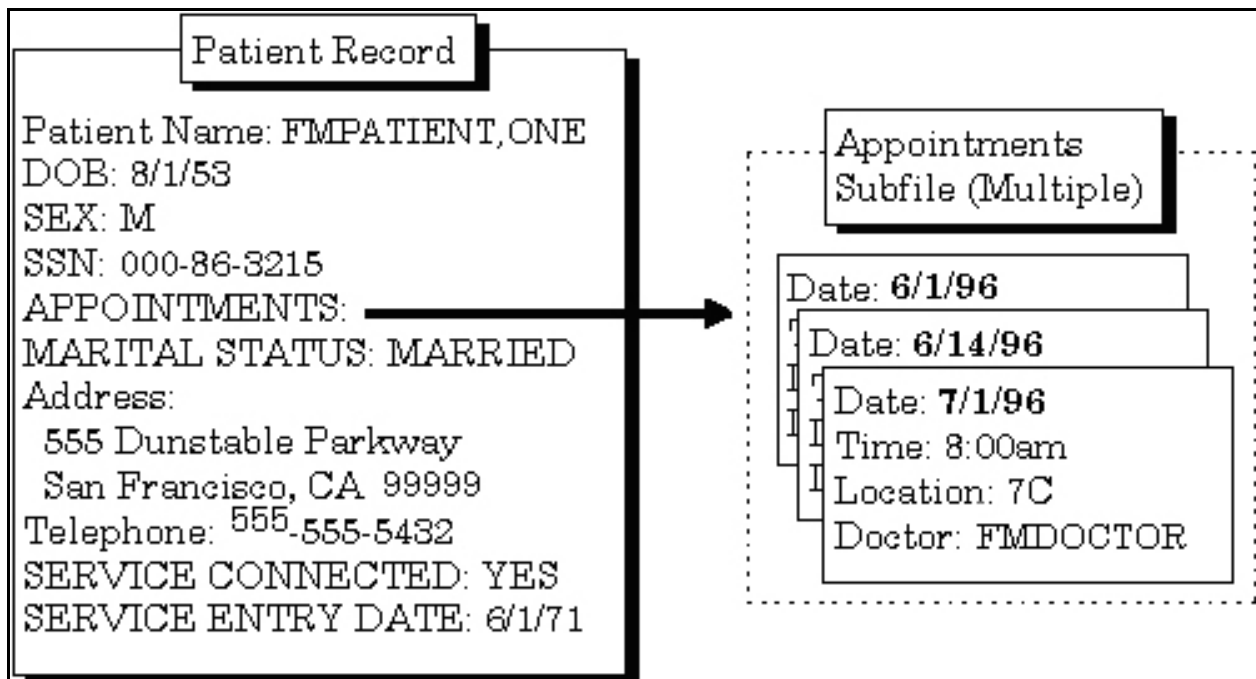 Patient Record
Patient Name: FMPATIENT,ONE
DOB: 8/1/53
SEX: M
SSN: 000-86-3215
APPOINTMENTS:
MARITAL STATUS: MARRIED
Address:
555 Dunstable Parkway
San Francisco, CA 99999
Telephone: 555-555-5432
SERVICE CONNECTED: YES
SERVICE ENTRY DATE: 6/1/71
Appointments
Subfile (Multiple)
Date: 6/1/96
Date: 6/14/96
Date: 7/1/96
Time: 8:00am
Location: 7C
Doctor: FMDOCTOR